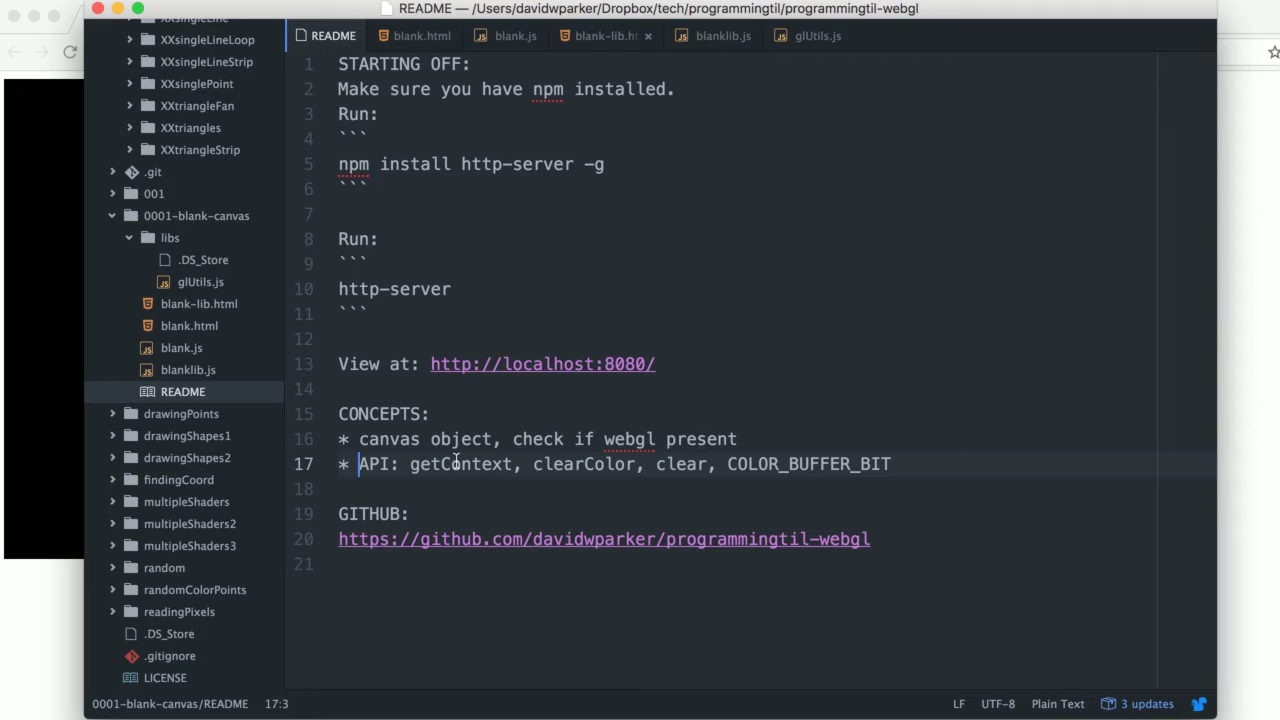 README — /Users/davidwparker/Dropbox/tech/programmingtil/programmingtil-webgl
XXsingleLine
XXsingleLineLoop
XXsingleLineStrip
XXsinglePoint
XXtriangleFan
XXtriangles
XXtriangleStrip
.git
001
0001-blank-canvas
libs
.DS_Store
glUtils.js
blank-lib.html
blank.html
blank.js
blanklib.js
README
drawingPoints
drawingShapes1
drawingShapes2
findingCoord
multipleShaders
multipleShaders2
multipleShaders3
random
randomColorPoints
readingPixels
.DS_Store
.gitignore
LICENSE
README blank.html blank.js blank-lib.ht × blanklib.js glUtils.js
1 STARTING OFF:
2 Make sure you have npm installed.
3 Run:
4 ```
5 npm install http-server -g
6 ```
7
8 Run:
9 ```
10 http-server
11 ```
12
13 View at: http://localhost:8080/
14
15 CONCEPTS:
16 * canvas object, check if webgl present
17 * API: getContext, clearColor, clear, COLOR_BUFFER_BIT
18
19 GITHUB:
20 https://github.com/davidwparker/programmingtil-webgl
21
0001-blank-canvas/README 17:3 LF UTF-8 Plain Text 3 updates